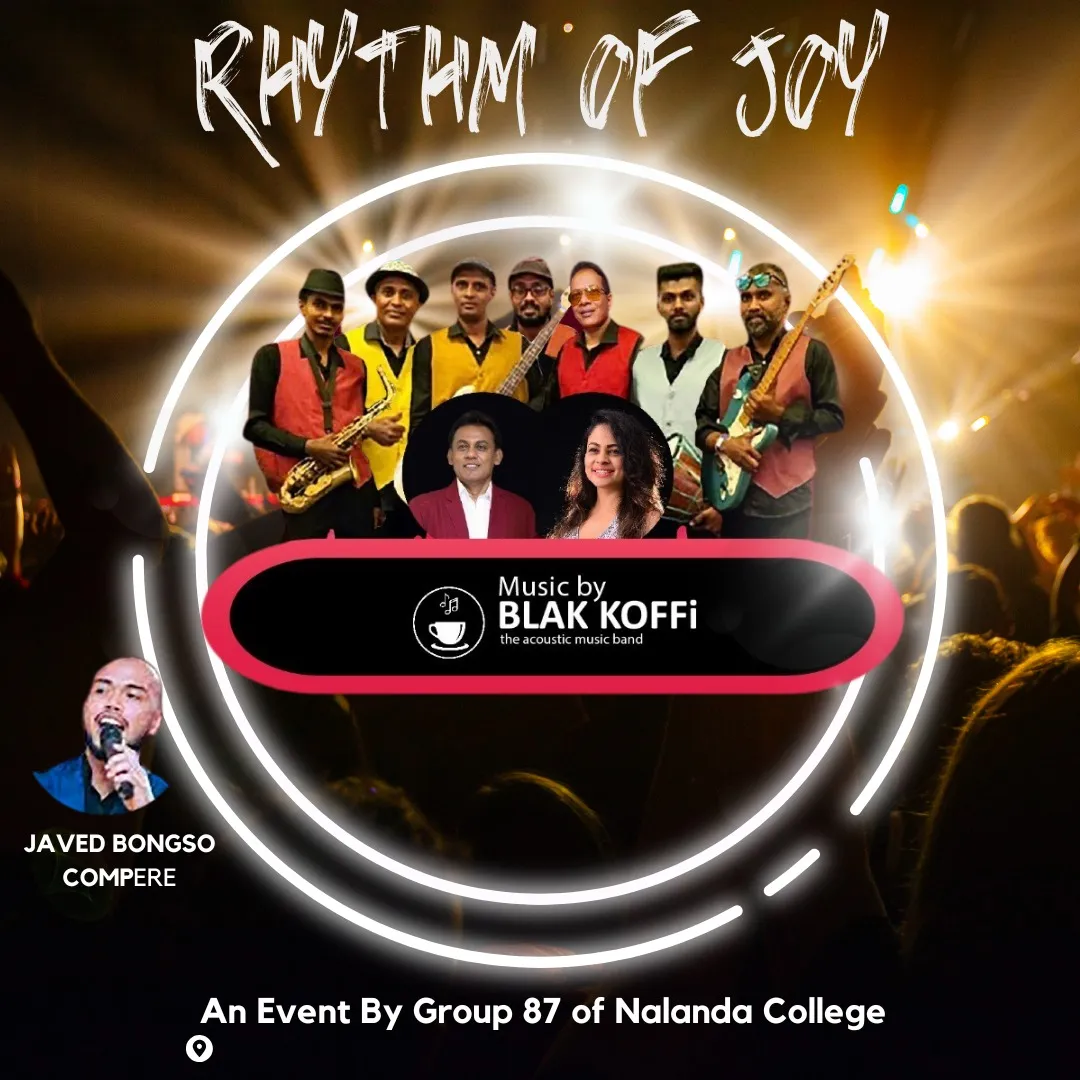 RHYTHM OF JOY
Music by
BLAK KOFFi
the acoustic music band
JAVED BONGSO
COMPERE
An Event By Group 87 of Nalanda College